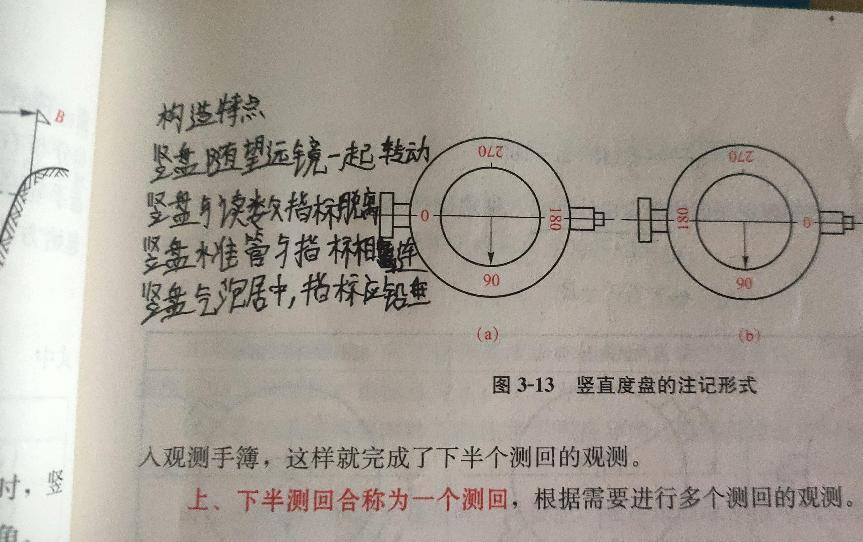 B
构造特点
竖盘随望远镜一起转动
竖盘与读数指标脱离
竖盘水准管与指标相连
竖盘气泡居中,指标应铅垂
270
0
180
90
(a)
270
180
0
90
(b)
图 3-13 竖直度盘的注记形式
入观测手簿，这样就完成了下半个测回的观测。
上、下半测回合称为一个测回，根据需要进行多个测回的观测。
时，竖